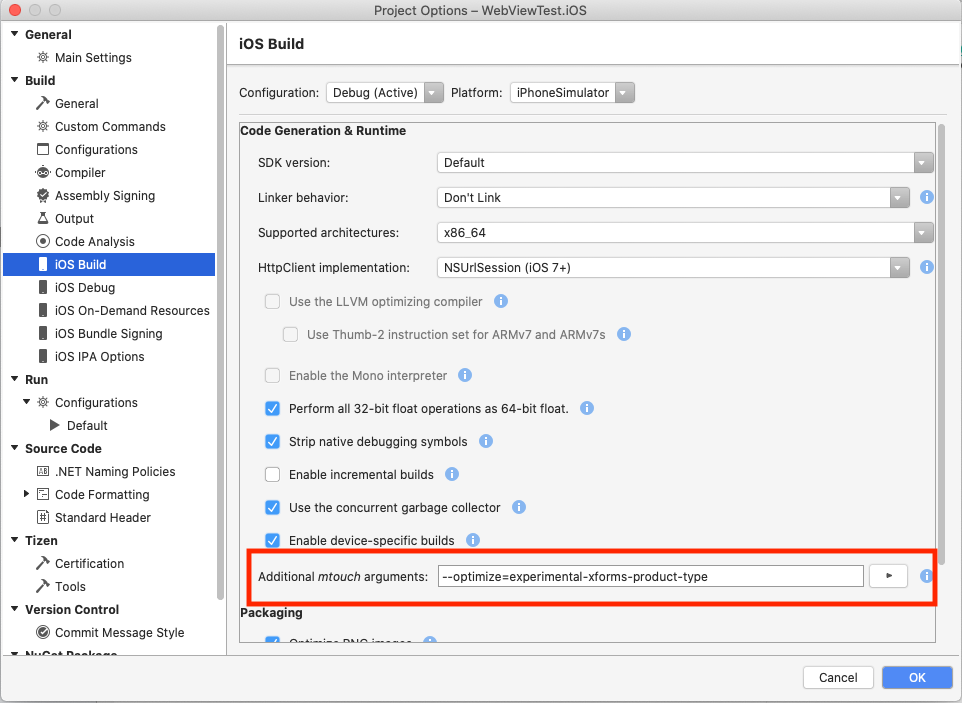 Project Options – WebViewTest.iOS
General
Main Settings
Build
General
Custom Commands
Configurations
Compiler
Assembly Signing
Output
Code Analysis
iOS Build
iOS Debug
iOS On-Demand Resources
iOS Bundle Signing
iOS IPA Options
Run
Configurations
Default
Source Code
.NET Naming Policies
Code Formatting
Standard Header
Tizen
Certification
Tools
Version Control
Commit Message Style
NuGet Package
iOS Build
Configuration: Debug (Active) Platform: iPhoneSimulator
Code Generation & Runtime
SDK version: Default
Linker behavior: Don't Link
Supported architectures: x86_64
HttpClient implementation: NSUrlSession (iOS 7+)
Use the LLVM optimizing compiler
Use Thumb-2 instruction set for ARMv7 and ARMv7s
Enable the Mono interpreter
Perform all 32-bit float operations as 64-bit float.
Strip native debugging symbols
Enable incremental builds
Use the concurrent garbage collector
Enable device-specific builds
Additional mtouch arguments: --optimize=experimental-xforms-product-type
Packaging
Optimize PNG images
Cancel OK